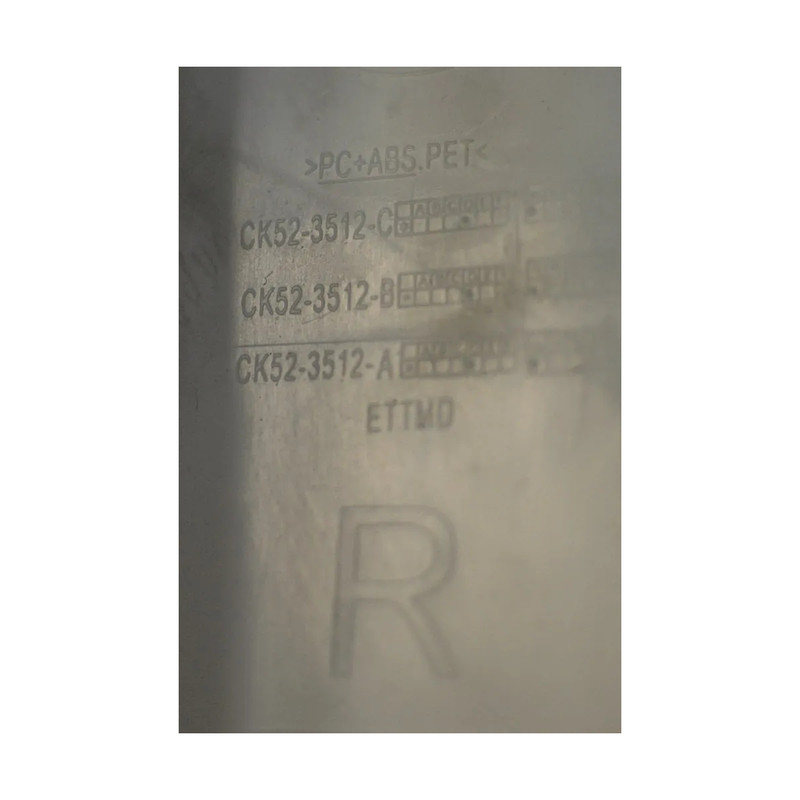 >PC+ABS.PET<
CK52-3512-C
CK52-3512-B
CK52-3512-A
ETTMD
R